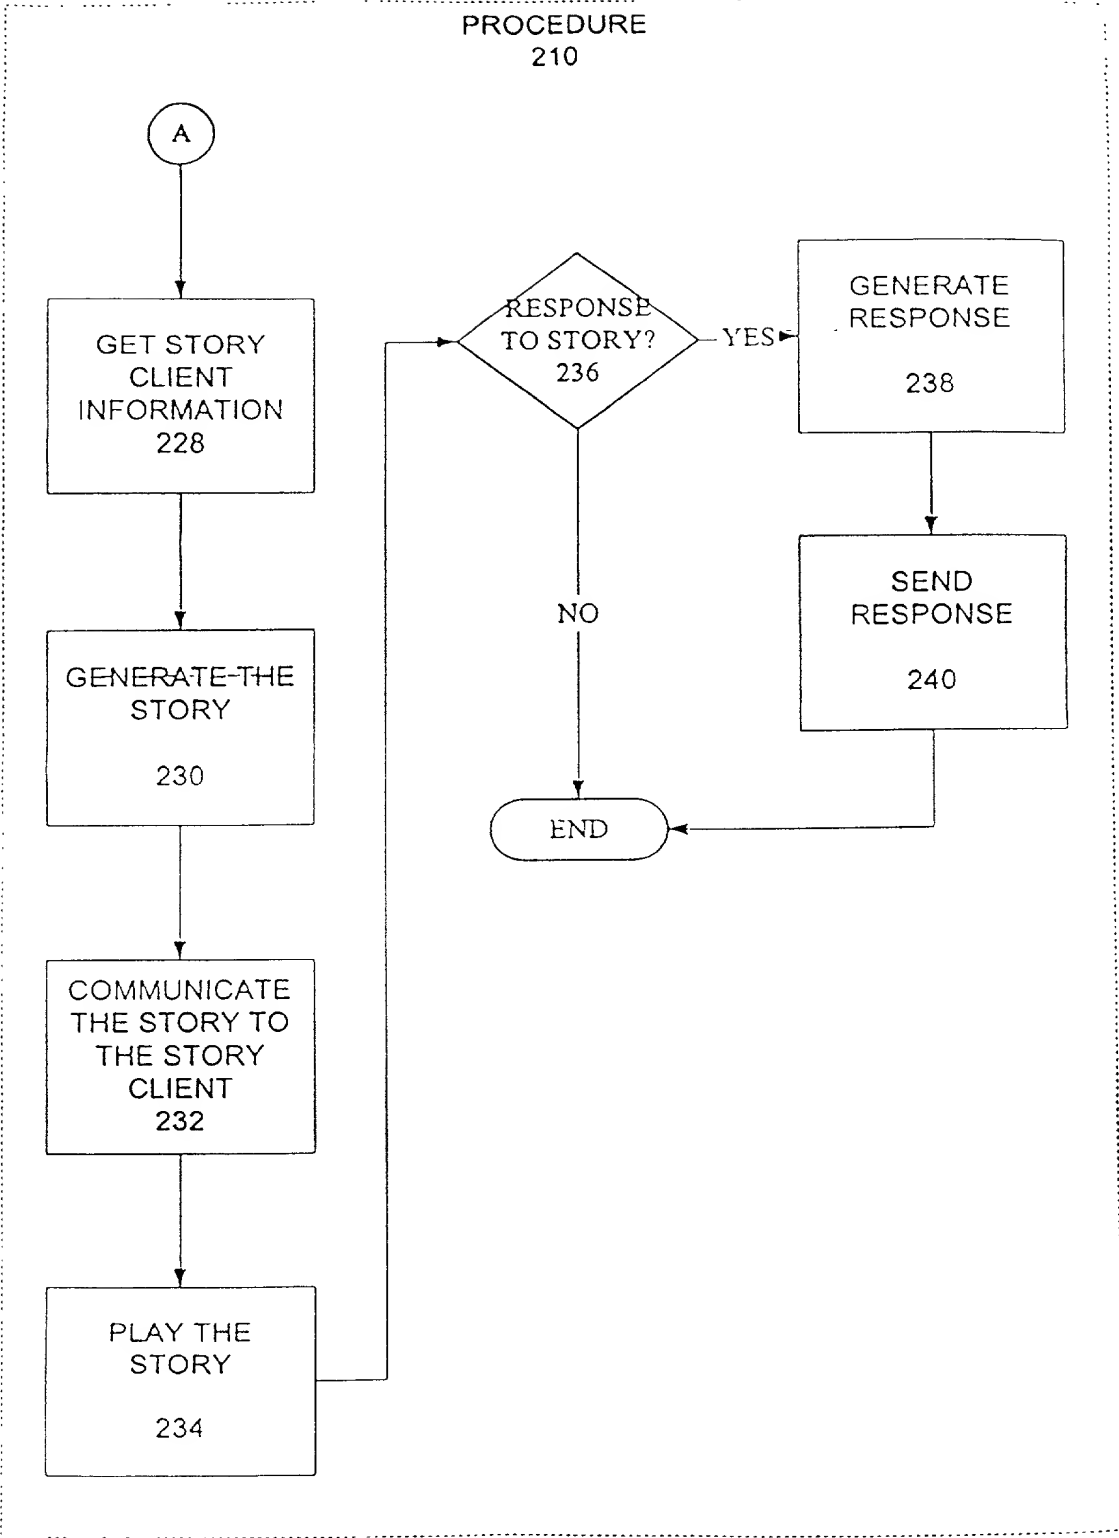 PROCEDURE
210
A
GET STORY
CLIENT
INFORMATION
228
GENERATE THE
STORY
230
COMMUNICATE
THE STORY TO
THE STORY
CLIENT
232
PLAY THE
STORY
234
RESPONSE
TO STORY?
236
YES
NO
GENERATE
RESPONSE
238
SEND
RESPONSE
240
END